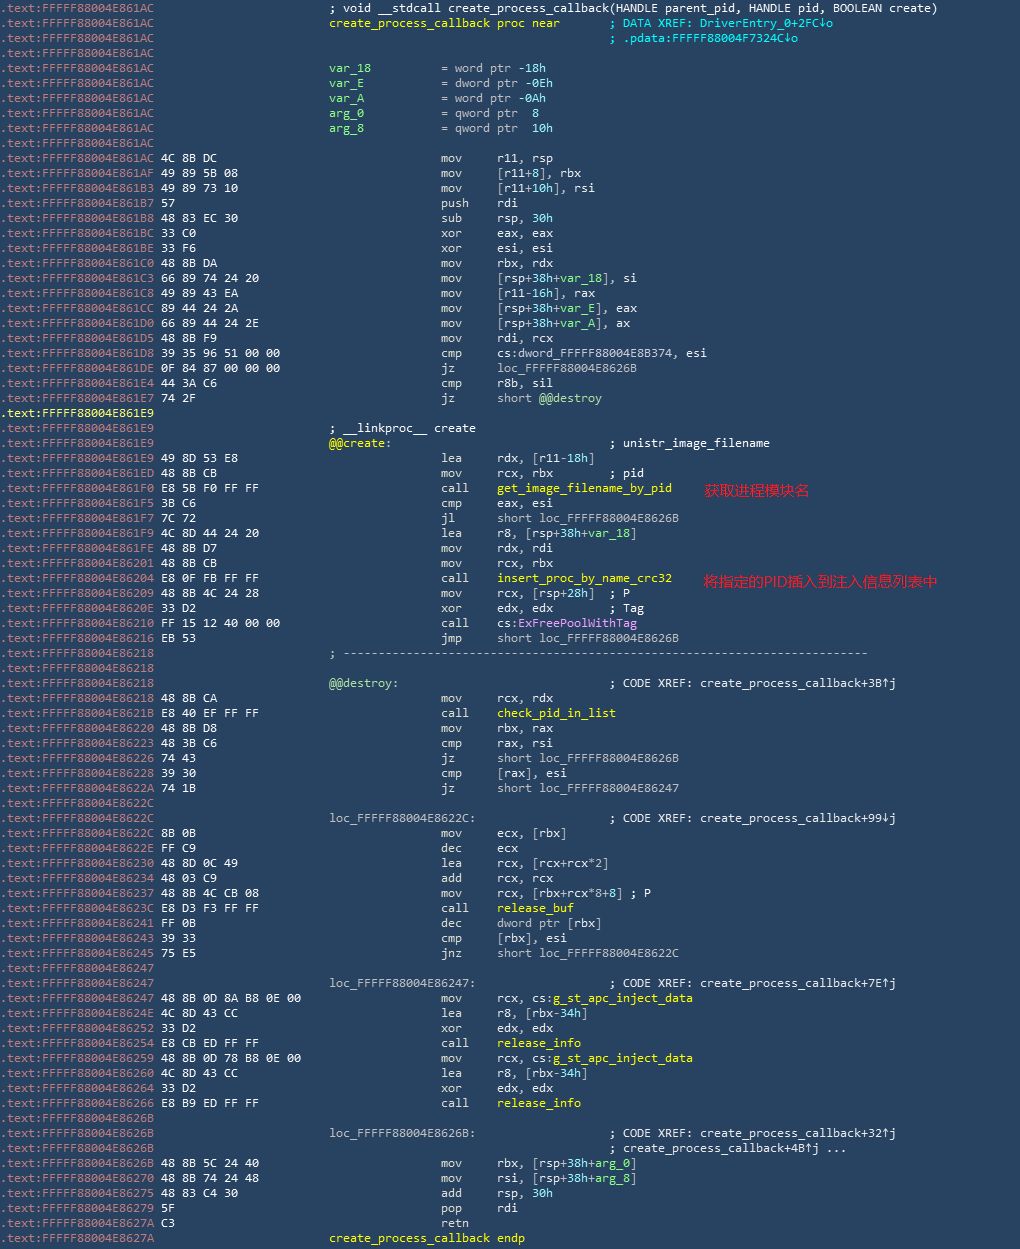 .text:FFFFF88004E861AC ; void __stdcall create_process_callback(HANDLE parent_pid, HANDLE pid, BOOLEAN create)
.text:FFFFF88004E861AC create_process_callback proc near ; DATA XREF: DriverEntry_0+2FC↓o
.text:FFFFF88004E861AC ; .pdata:FFFFF88004F7324C↓o
.text:FFFFF88004E861AC
.text:FFFFF88004E861AC var_18 = word ptr -18h
.text:FFFFF88004E861AC var_E = dword ptr -0Eh
.text:FFFFF88004E861AC var_A = word ptr -0Ah
.text:FFFFF88004E861AC arg_0 = qword ptr 8
.text:FFFFF88004E861AC arg_8 = qword ptr 10h
.text:FFFFF88004E861AC
.text:FFFFF88004E861AC 4C 8B DC mov r11, rsp
.text:FFFFF88004E861AF 49 89 5B 08 mov [r11+8], rbx
.text:FFFFF88004E861B3 49 89 73 10 mov [r11+10h], rsi
.text:FFFFF88004E861B7 57 push rdi
.text:FFFFF88004E861B8 48 83 EC 30 sub rsp, 30h
.text:FFFFF88004E861BC 33 C0 xor eax, eax
.text:FFFFF88004E861BE 33 F6 xor esi, esi
.text:FFFFF88004E861C0 48 8B DA mov rbx, rdx
.text:FFFFF88004E861C3 66 89 74 24 20 mov [rsp+38h+var_18], si
.text:FFFFF88004E861C8 49 89 43 EA mov [r11-16h], rax
.text:FFFFF88004E861CC 89 44 24 2A mov [rsp+38h+var_E], eax
.text:FFFFF88004E861D0 66 89 44 24 2E mov [rsp+38h+var_A], ax
.text:FFFFF88004E861D5 48 8B F9 mov rdi, rcx
.text:FFFFF88004E861D8 39 35 96 51 00 00 cmp cs:dword_FFFFF88004E8B374, esi
.text:FFFFF88004E861DE 0F 84 87 00 00 00 jz loc_FFFFF88004E8626B
.text:FFFFF88004E861E4 44 3A C6 cmp r8b, sil
.text:FFFFF88004E861E7 74 2F jz short @@destroy
.text:FFFFF88004E861E9
.text:FFFFF88004E861E9 ; __linkproc__ create
.text:FFFFF88004E861E9 @@create: ; unistr_image_filename
.text:FFFFF88004E861E9 49 8D 53 E8 lea rdx, [r11-18h]
.text:FFFFF88004E861ED 48 8B CB mov rcx, rbx ; pid
.text:FFFFF88004E861F0 E8 5B F0 FF FF call get_image_filename_by_pid 获取进程模块名
.text:FFFFF88004E861F5 3B C6 cmp eax, esi
.text:FFFFF88004E861F7 7C 72 jl short loc_FFFFF88004E8626B
.text:FFFFF88004E861F9 4C 8D 44 24 20 lea r8, [rsp+38h+var_18]
.text:FFFFF88004E861FE 48 8B D7 mov rdx, rdi
.text:FFFFF88004E86201 48 8B CB mov rcx, rbx
.text:FFFFF88004E86204 E8 0F FB FF FF call insert_proc_by_name_crc32 将指定的PID插入到注入信息列表中
.text:FFFFF88004E86209 48 8B 4C 24 28 mov rcx, [rsp+28h] ; P
.text:FFFFF88004E8620E 33 D2 xor edx, edx ; Tag
.text:FFFFF88004E86210 FF 15 12 40 00 00 call cs:ExFreePoolWithTag
.text:FFFFF88004E86216 EB 53 jmp short loc_FFFFF88004E8626B
.text:FFFFF88004E86218 ; ---------------------------------------------------------------------------
.text:FFFFF88004E86218
.text:FFFFF88004E86218 @@destroy: ; CODE XREF: create_process_callback+3B↑j
.text:FFFFF88004E86218 48 8B CA mov rcx, rdx
.text:FFFFF88004E8621B E8 40 EF FF FF call check_pid_in_list
.text:FFFFF88004E86220 48 8B D8 mov rbx, rax
.text:FFFFF88004E86223 48 3B C6 cmp rax, rsi
.text:FFFFF88004E86226 74 43 jz short loc_FFFFF88004E8626B
.text:FFFFF88004E86228 39 30 cmp [rax], esi
.text:FFFFF88004E8622A 74 1B jz short loc_FFFFF88004E86247
.text:FFFFF88004E8622C
.text:FFFFF88004E8622C loc_FFFFF88004E8622C: ; CODE XREF: create_process_callback+99↓j
.text:FFFFF88004E8622C 8B 0B mov ecx, [rbx]
.text:FFFFF88004E8622E FF C9 dec ecx
.text:FFFFF88004E86230 48 8D 0C 49 lea rcx, [rcx+rcx*2]
.text:FFFFF88004E86234 48 03 C9 add rcx, rcx
.text:FFFFF88004E86237 48 8B 4C CB 08 mov rcx, [rbx+rcx*8+8] ; P
.text:FFFFF88004E8623C E8 D3 F3 FF FF call release_buf
.text:FFFFF88004E86241 FF 0B dec dword ptr [rbx]
.text:FFFFF88004E86243 39 33 cmp [rbx], esi
.text:FFFFF88004E86245 75 E5 jnz short loc_FFFFF88004E8622C
.text:FFFFF88004E86247
.text:FFFFF88004E86247 loc_FFFFF88004E86247: ; CODE XREF: create_process_callback+7E↑j
.text:FFFFF88004E86247 48 8B 0D 8A B8 0E 00 mov rcx, cs:g_st_apc_inject_data
.text:FFFFF88004E8624E 4C 8D 43 CC lea r8, [rbx-34h]
.text:FFFFF88004E86252 33 D2 xor edx, edx
.text:FFFFF88004E86254 E8 CB ED FF FF call release_info
.text:FFFFF88004E86259 48 8B 0D 78 B8 0E 00 mov rcx, cs:g_st_apc_inject_data
.text:FFFFF88004E86260 4C 8D 43 CC lea r8, [rbx-34h]
.text:FFFFF88004E86264 33 D2 xor edx, edx
.text:FFFFF88004E86266 E8 B9 ED FF FF call release_info
.text:FFFFF88004E8626B
.text:FFFFF88004E8626B loc_FFFFF88004E8626B: ; CODE XREF: create_process_callback+32↑j
.text:FFFFF88004E8626B ; create_process_callback+4B↑j ...
.text:FFFFF88004E8626B 48 8B 5C 24 40 mov rbx, [rsp+38h+arg_0]
.text:FFFFF88004E86270 48 8B 74 24 48 mov rsi, [rsp+38h+arg_8]
.text:FFFFF88004E86275 48 83 C4 30 add rsp, 30h
.text:FFFFF88004E86279 5F pop rdi
.text:FFFFF88004E8627A C3 retn
.text:FFFFF88004E8627A create_process_callback endp